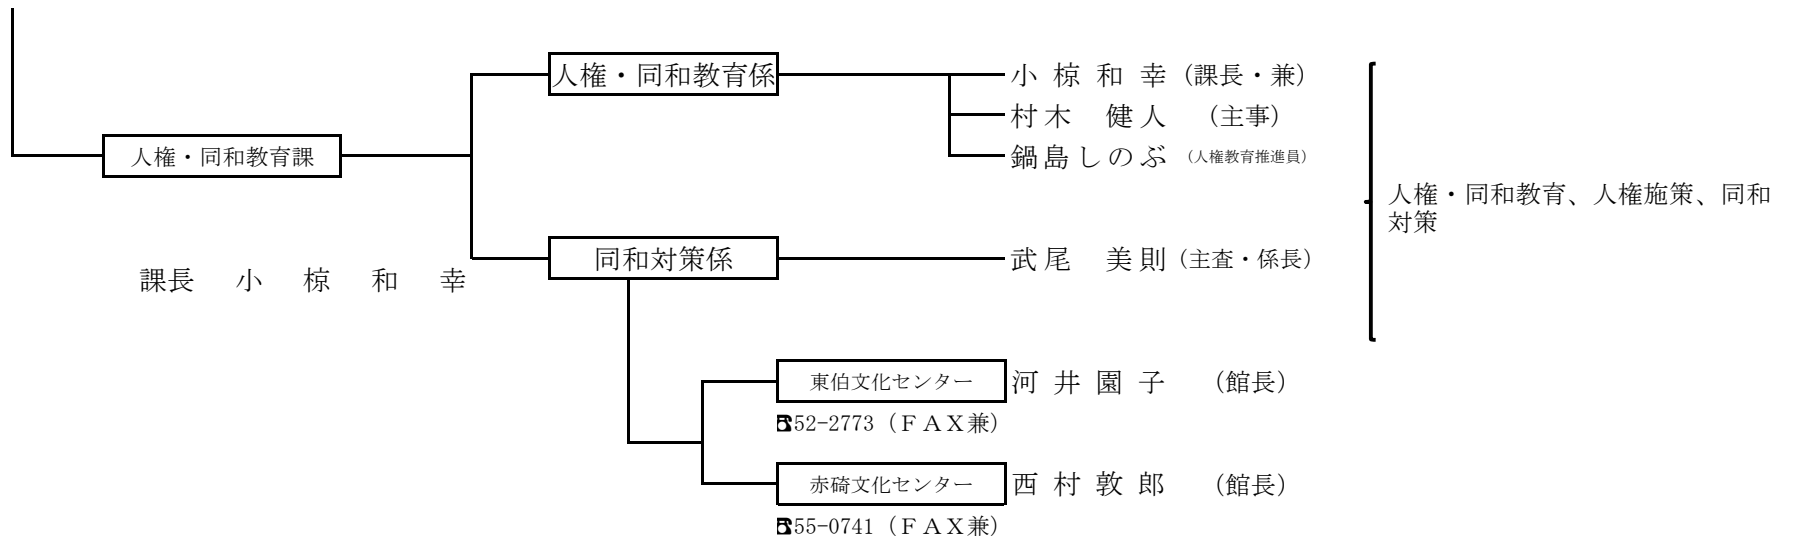 人権・同和教育係
小椋和幸（課長・兼）
村木　健人　（主事）
人権・同和教育課
鍋島しのぶ（人権教育推進員）
人権・同和教育、人権施策、同和
対策
同和対策係
武尾　美則（主査・係長）
課長　小　椋　和　幸
東伯文化センター
河井園子　（館長）
☎52-2773（ＦＡＸ兼）
赤碕文化センター
西村敦郎　（館長）
☎55-0741（ＦＡＸ兼）